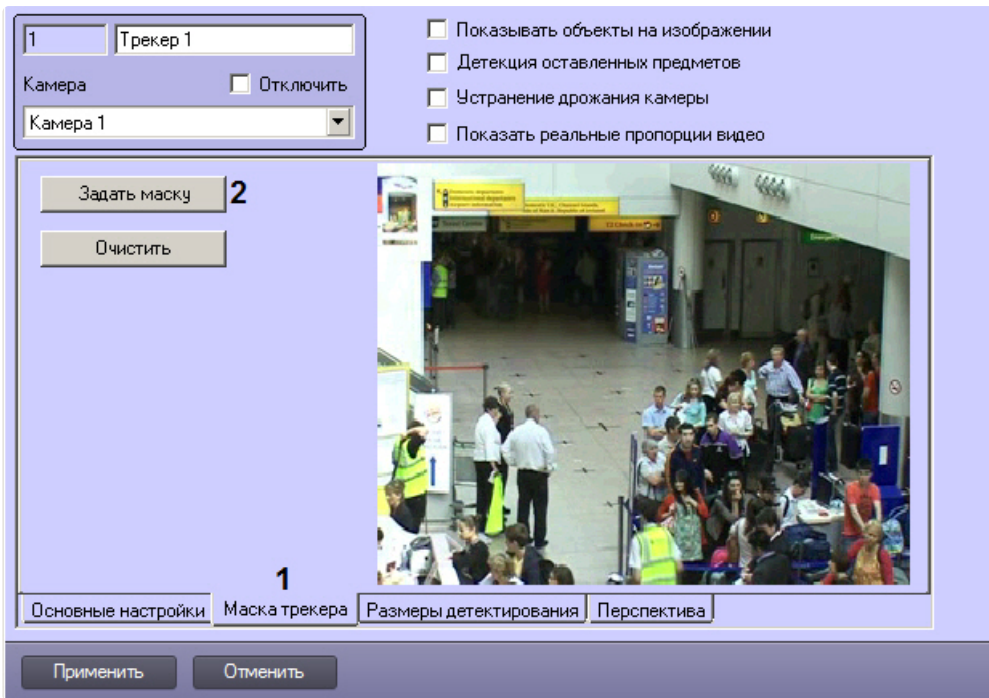 1 Трекер 1
Камера Отключить
Камера 1
Показывать объекты на изображении
Детекция оставленных предметов
Устранение дрожания камеры
Показать реальные пропорции видео
Задать маску 2
Очистить
1
Основные настройки Маска трекера Размеры детектирования Перспектива
Применить Отменить